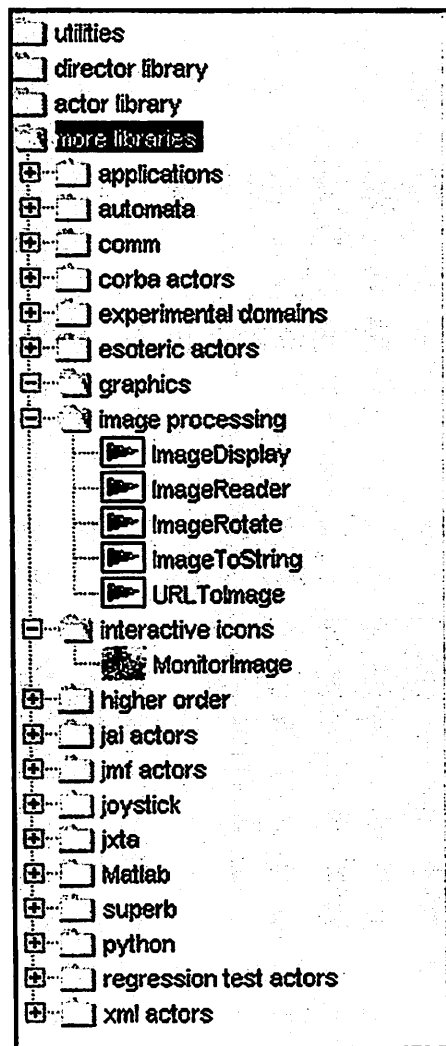 utilities
director library
actor library
more libraries
applications
automata
comm
corba actors
experimental domains
esoteric actors
graphics
image processing
ImageDisplay
ImageReader
ImageRotate
ImageToString
URLToImage
interactive icons
MonitorImage
higher order
jai actors
jmf actors
joystick
jxta
Matlab
superb
python
regression test actors
xml actors